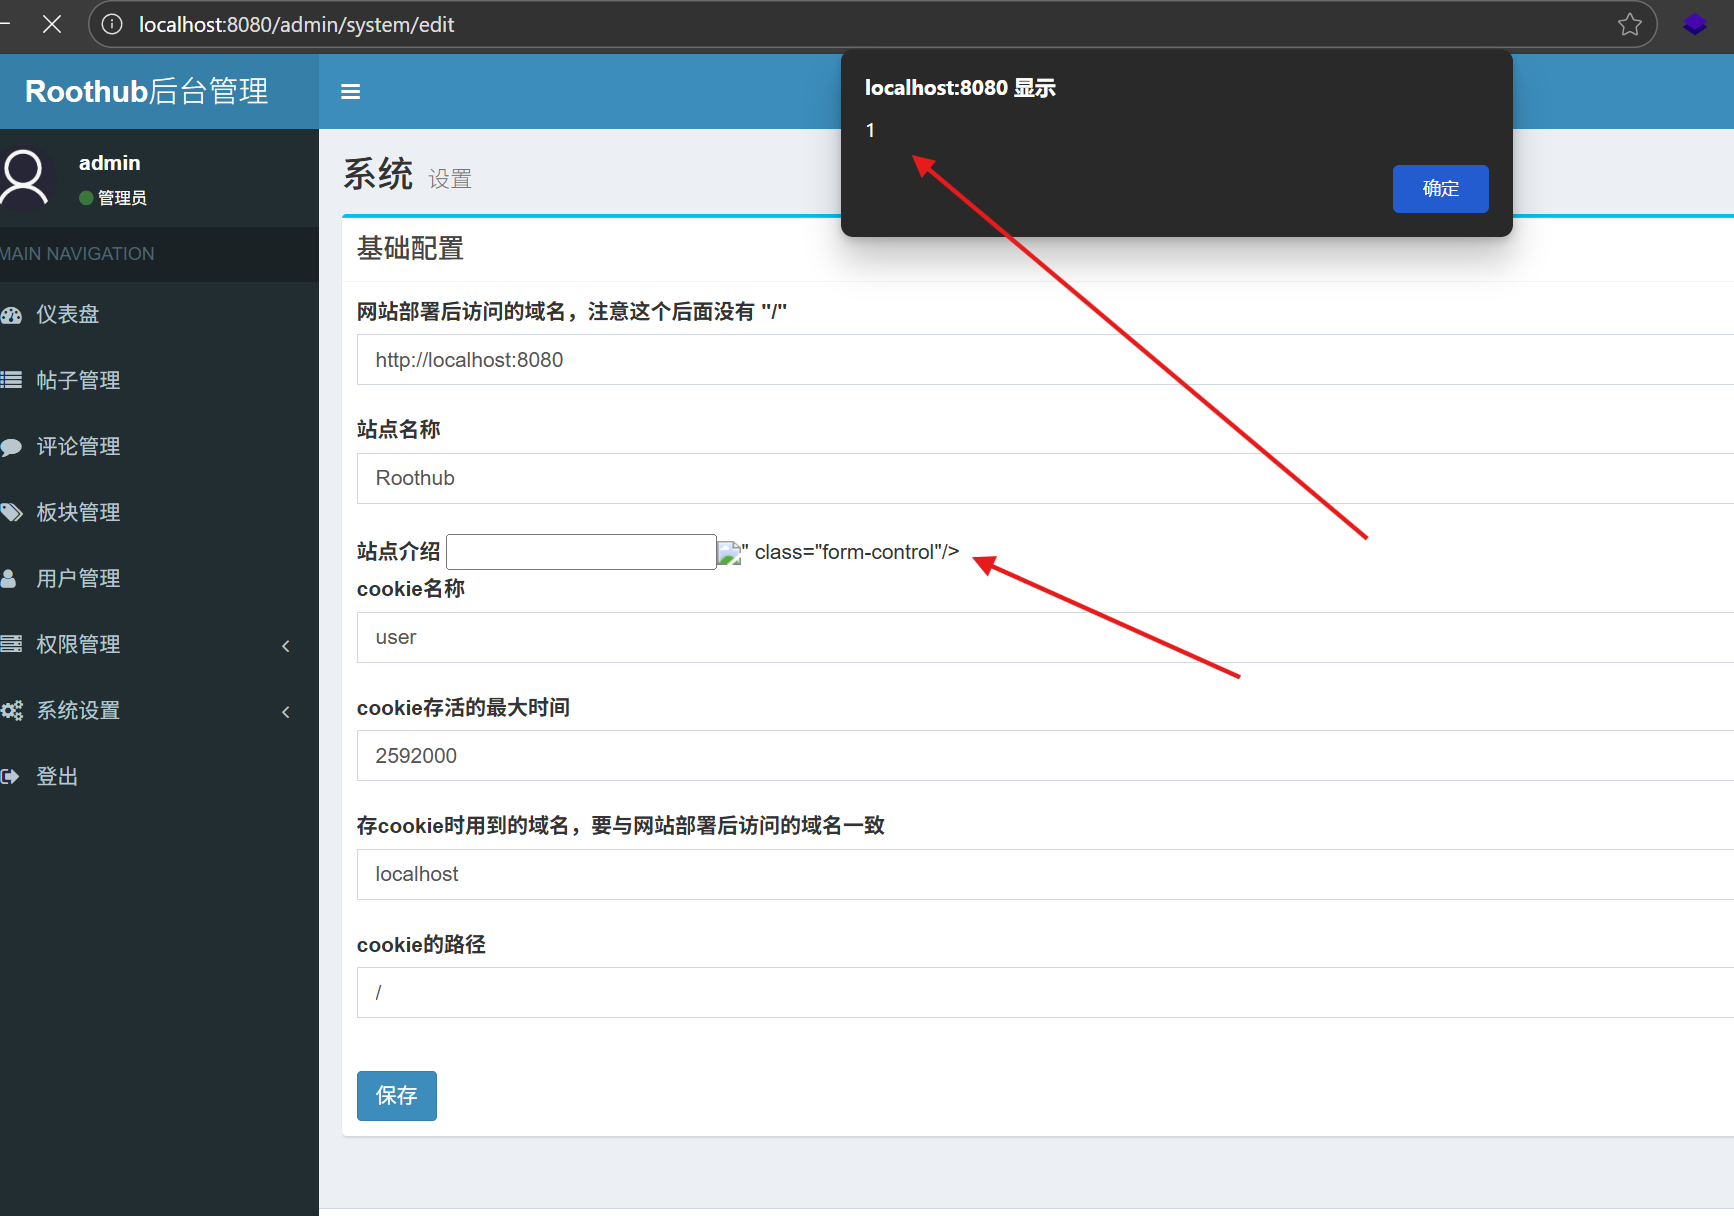 localhost:8080/admin/system/edit
Roothub后台管理
localhost:8080 显示
1
确定
admin
管理员
MAIN NAVIGATION
仪表盘
帖子管理
评论管理
板块管理
用户管理
权限管理
系统设置
登出
系统 设置
基础配置
网站部署后访问的域名，注意这个后面没有 "/"
http://localhost:8080
站点名称
Roothub
站点介绍 " class="form-control"/>
cookie名称
user
cookie存活的最大时间
2592000
存cookie时用到的域名，要与网站部署后访问的域名一致
localhost
cookie的路径
/
保存